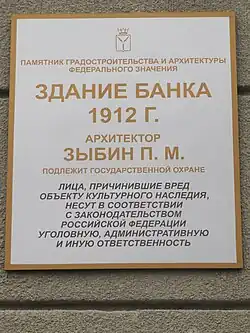 ПАМЯТНИК ГРАДОСТРОИТЕЛЬСТВА И АРХИТЕКТУРЫ
ФЕДЕРАЛЬНОГО ЗНАЧЕНИЯ
ЗДАНИЕ БАНКА
1912 Г.
АРХИТЕКТОР
ЗЫБИН П. М.
ПОДЛЕЖИТ ГОСУДАРСТВЕННОЙ ОХРАНЕ
ЛИЦА, ПРИЧИНИВШИЕ ВРЕД
ОБЪЕКТУ КУЛЬТУРНОГО НАСЛЕДИЯ,
НЕСУТ В СООТВЕТСТВИИ
С ЗАКОНОДАТЕЛЬСТВОМ
РОССИЙСКОЙ ФЕДЕРАЦИИ
УГОЛОВНУЮ, АДМИНИСТРАТИВНУЮ
И ИНУЮ ОТВЕТСТВЕННОСТЬ